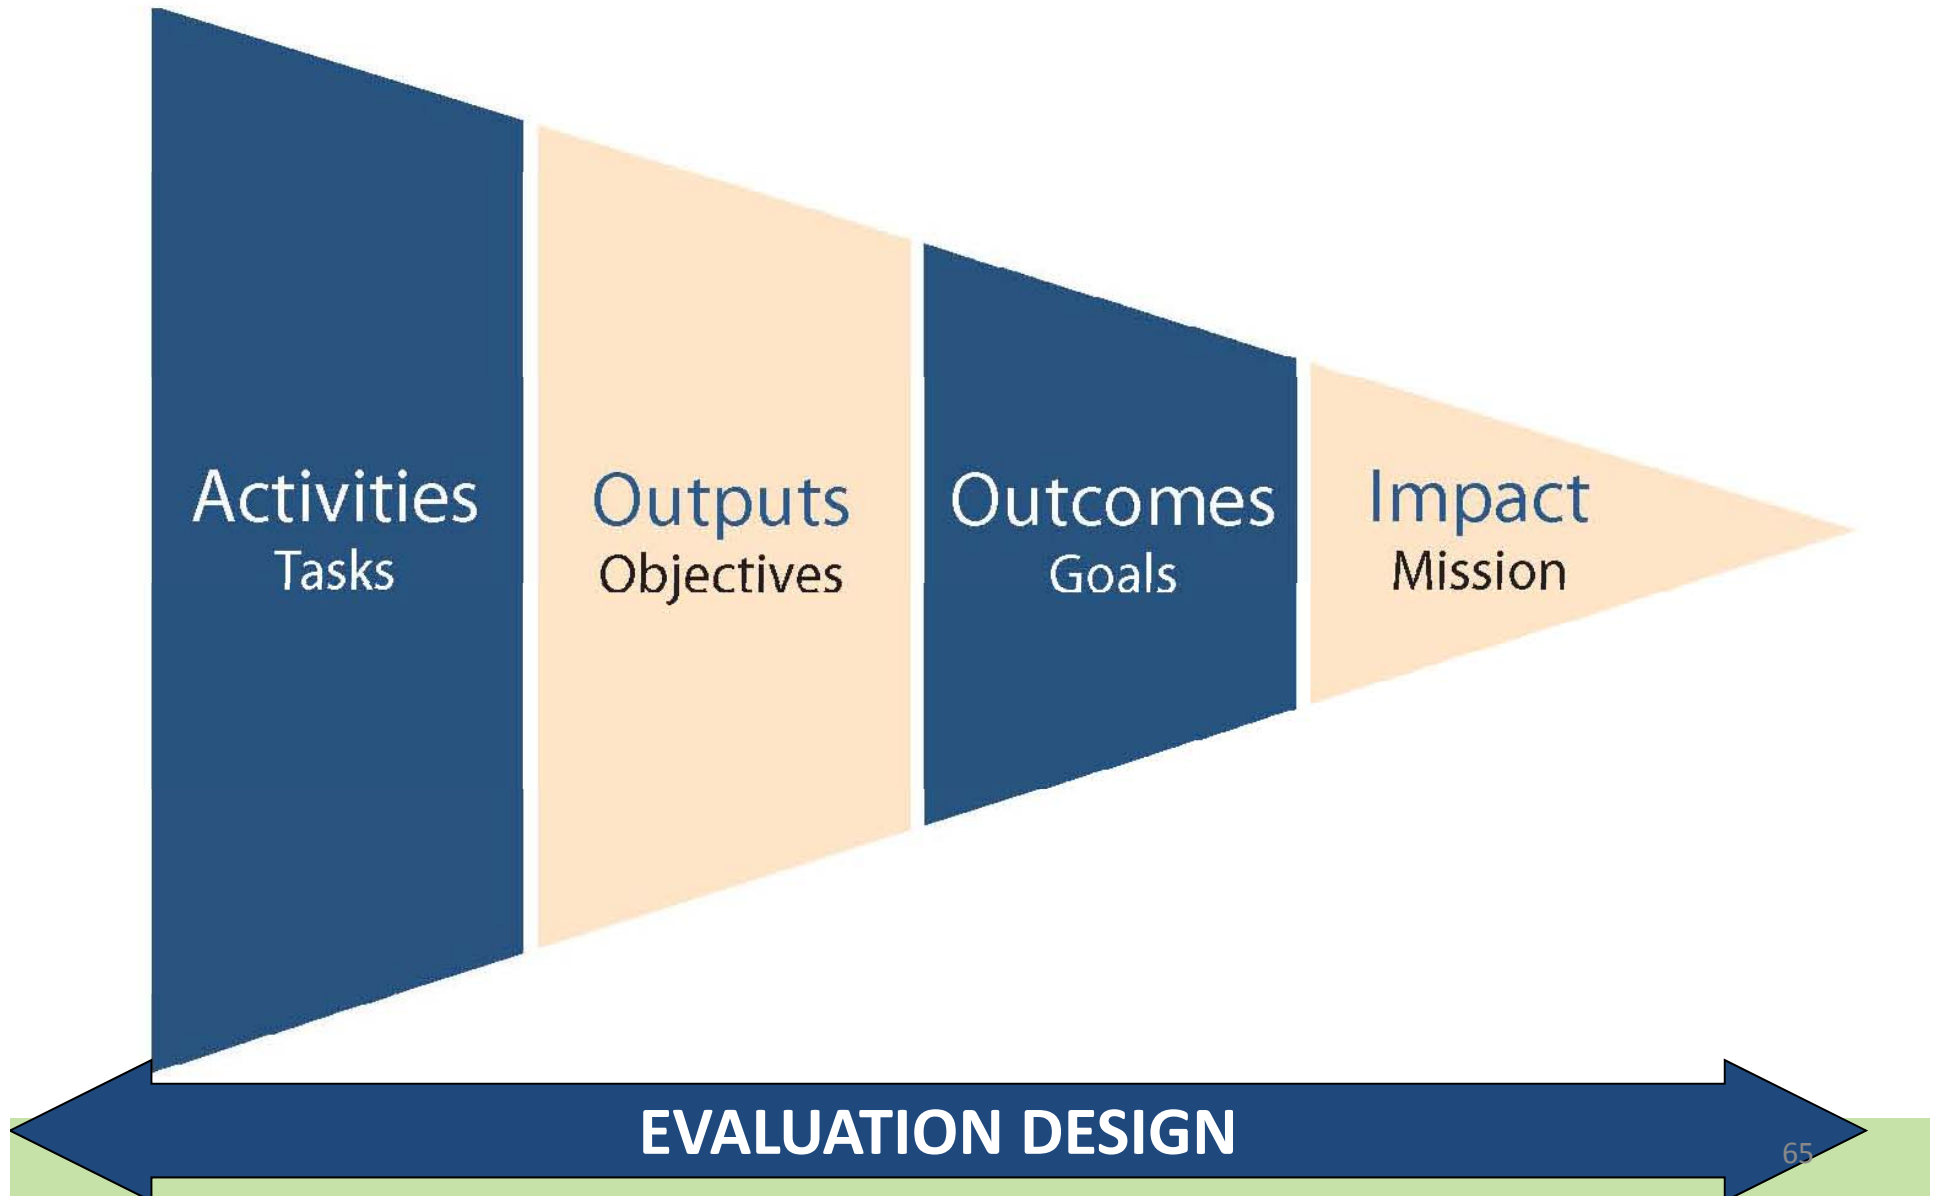 Activities
Tasks
Outputs
Objectives
Outcomes
Goals
Impact
Mission
EVALUATION DESIGN
65